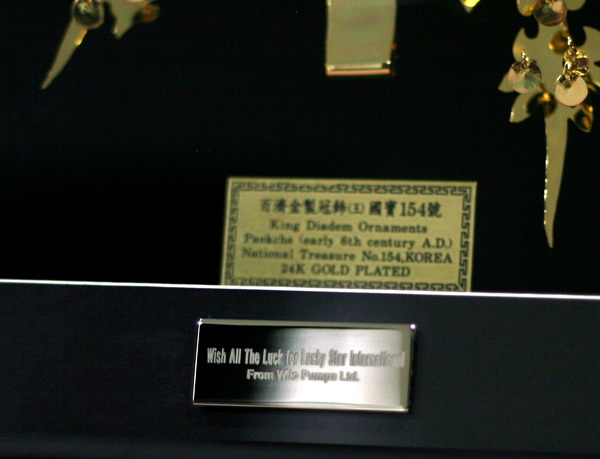 百濟金製冠飾(王)國寶154號
King Diadem Ornaments
Paekche (early 6th century A.D.)
National Treasure No.154,KOREA
24K GOLD PLATED
Wish All The Luck for Lucky Star International
From Wilo Pumps Ltd.